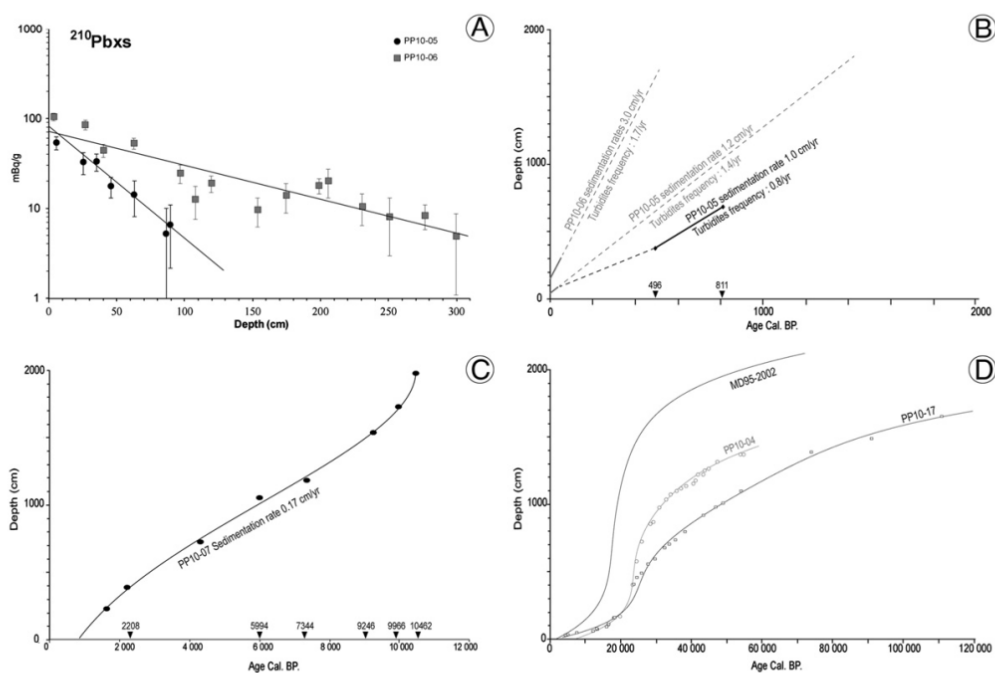 A
²¹⁰Pbxs
PP10-05
PP10-06
1000
100
10
1
mBq/g
0 50 100 150 200 250 300
Depth (cm)
B
2000
1000
0
Depth (cm)
PP10-06 sedimentation rates 3.0 cm/yr
Turbidites frequency : 1.7/yr
PP10-05 sedimentation rate 1.2 cm/yr
Turbidites frequency : 1.4/yr
PP10-05 sedimentation rate 1.0 cm/yr
Turbidites frequency : 0.8/yr
496 811
0 1000 2000
Age Cal. BP.
C
2000
1000
0
Depth (cm)
PP10-07 Sedimentation rate 0.17 cm/yr
2208 5994 7344 9246 9966 10462
0 2 000 4 000 6 000 8 000 10 000 12 000
Age Cal. BP.
D
2000
1000
0
Depth (cm)
MD95-2002
PP10-17
PP10-04
0 20 000 40 000 60 000 80 000 100 000 120 000
Age Cal. BP.